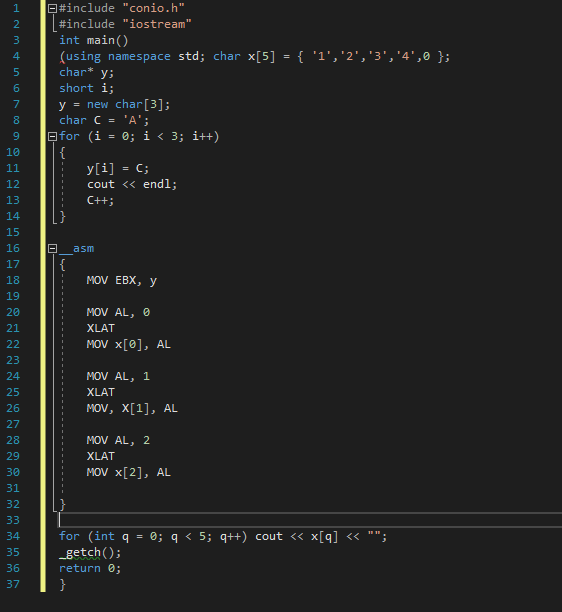 1 #include "conio.h"
2 #include "iostream"
3 int main()
4 (using namespace std; char x[5] = { '1','2','3','4',0 };
5 char* y;
6 short i;
7 y = new char[3];
8 char C = 'A';
9 for (i = 0; i < 3; i++)
10 {
11 y[i] = C;
12 cout << endl;
13 C++;
14 }
15
16 __asm
17 {
18 MOV EBX, y
19
20 MOV AL, 0
21 XLAT
22 MOV x[0], AL
23
24 MOV AL, 1
25 XLAT
26 MOV, X[1], AL
27
28 MOV AL, 2
29 XLAT
30 MOV x[2], AL
31
32 }
33
34 for (int q = 0; q < 5; q++) cout << x[q] << "";
35 _getch();
36 return 0;
37 }